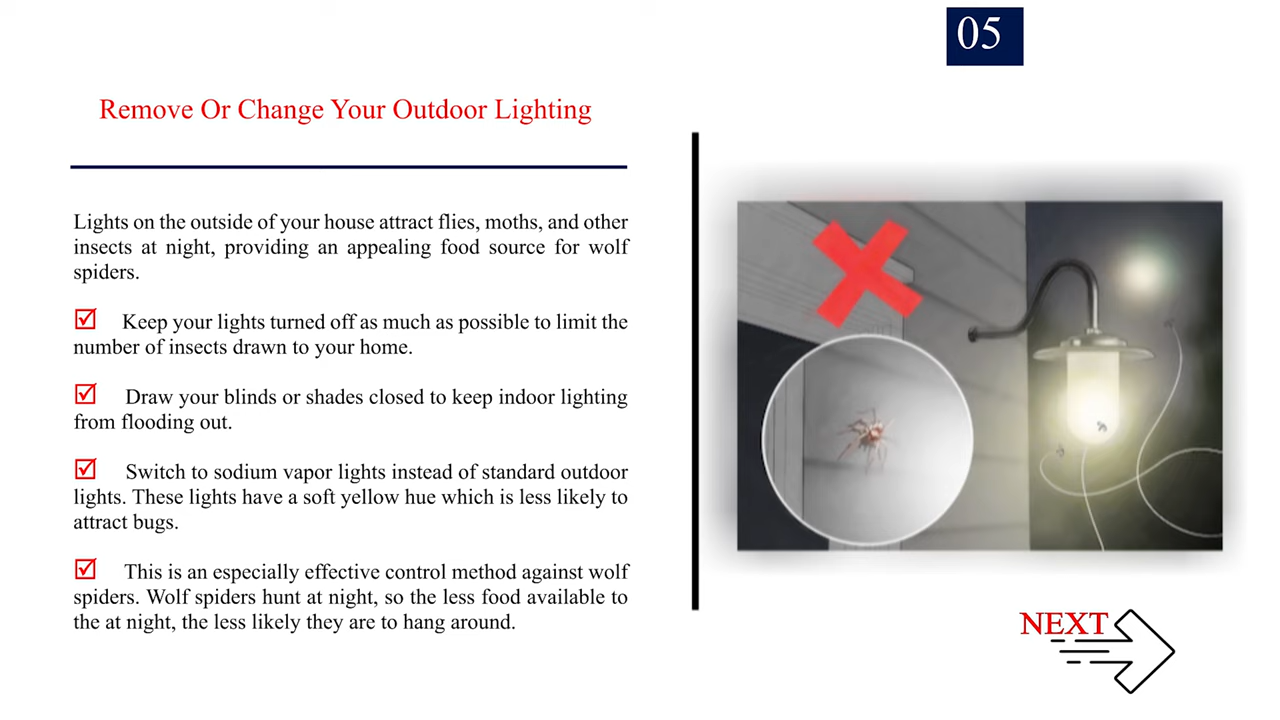 05
Remove Or Change Your Outdoor Lighting
Lights on the outside of your house attract flies, moths, and other
insects at night, providing an appealing food source for wolf
spiders.
Keep your lights turned off as much as possible to limit the
number of insects drawn to your home.
Draw your blinds or shades closed to keep indoor lighting
from flooding out.
Switch to sodium vapor lights instead of standard outdoor
lights. These lights have a soft yellow hue which is less likely to
attract bugs.
This is an especially effective control method against wolf
spiders. Wolf spiders hunt at night, so the less food available to
the at night, the less likely they are to hang around.
NEXT